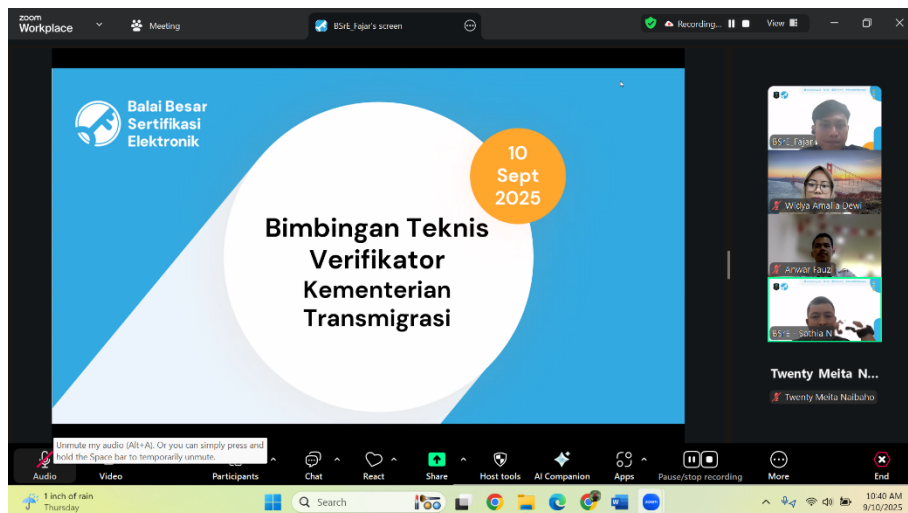 zoom
Workplace
Meeting
BSrE_Fajar's screen
Recording...
View
Balai Besar
Sertifikasi
Elektronik
10
Sept
2025
Bimbingan Teknis
Verifikator
Kementerian
Transmigrasi
BSrE_Fajar
Widya Amalia Dewi
Anwar Fauzi
BSrE - Sathia N
Twenty Meita N...
Twenty Meita Naibaho
Unmute my audio (Alt+A). Or you can simply press and
hold the Space bar to temporarily unmute.
Audio
Video
Participants
Chat
React
Share
Host tools
AI Companion
Apps
Pause/stop recording
More
End
1 inch of rain
Thursday
Search
10:40 AM
9/10/2025